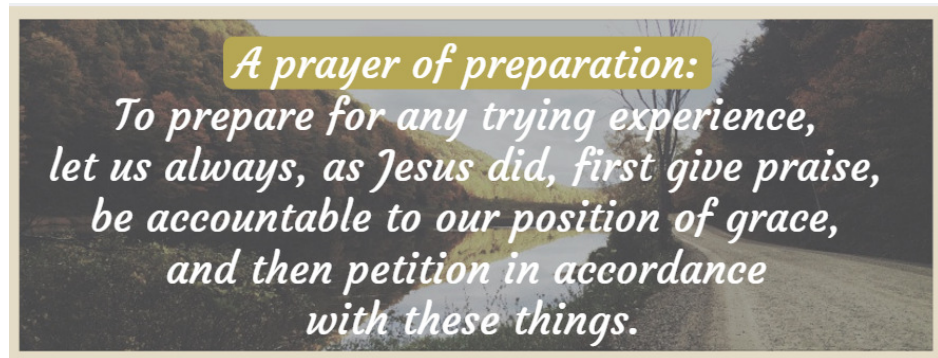 A prayer of preparation:
To prepare for any trying experience,
let us always, as Jesus did, first give praise,
be accountable to our position of grace,
and then petition in accordance
with these things.